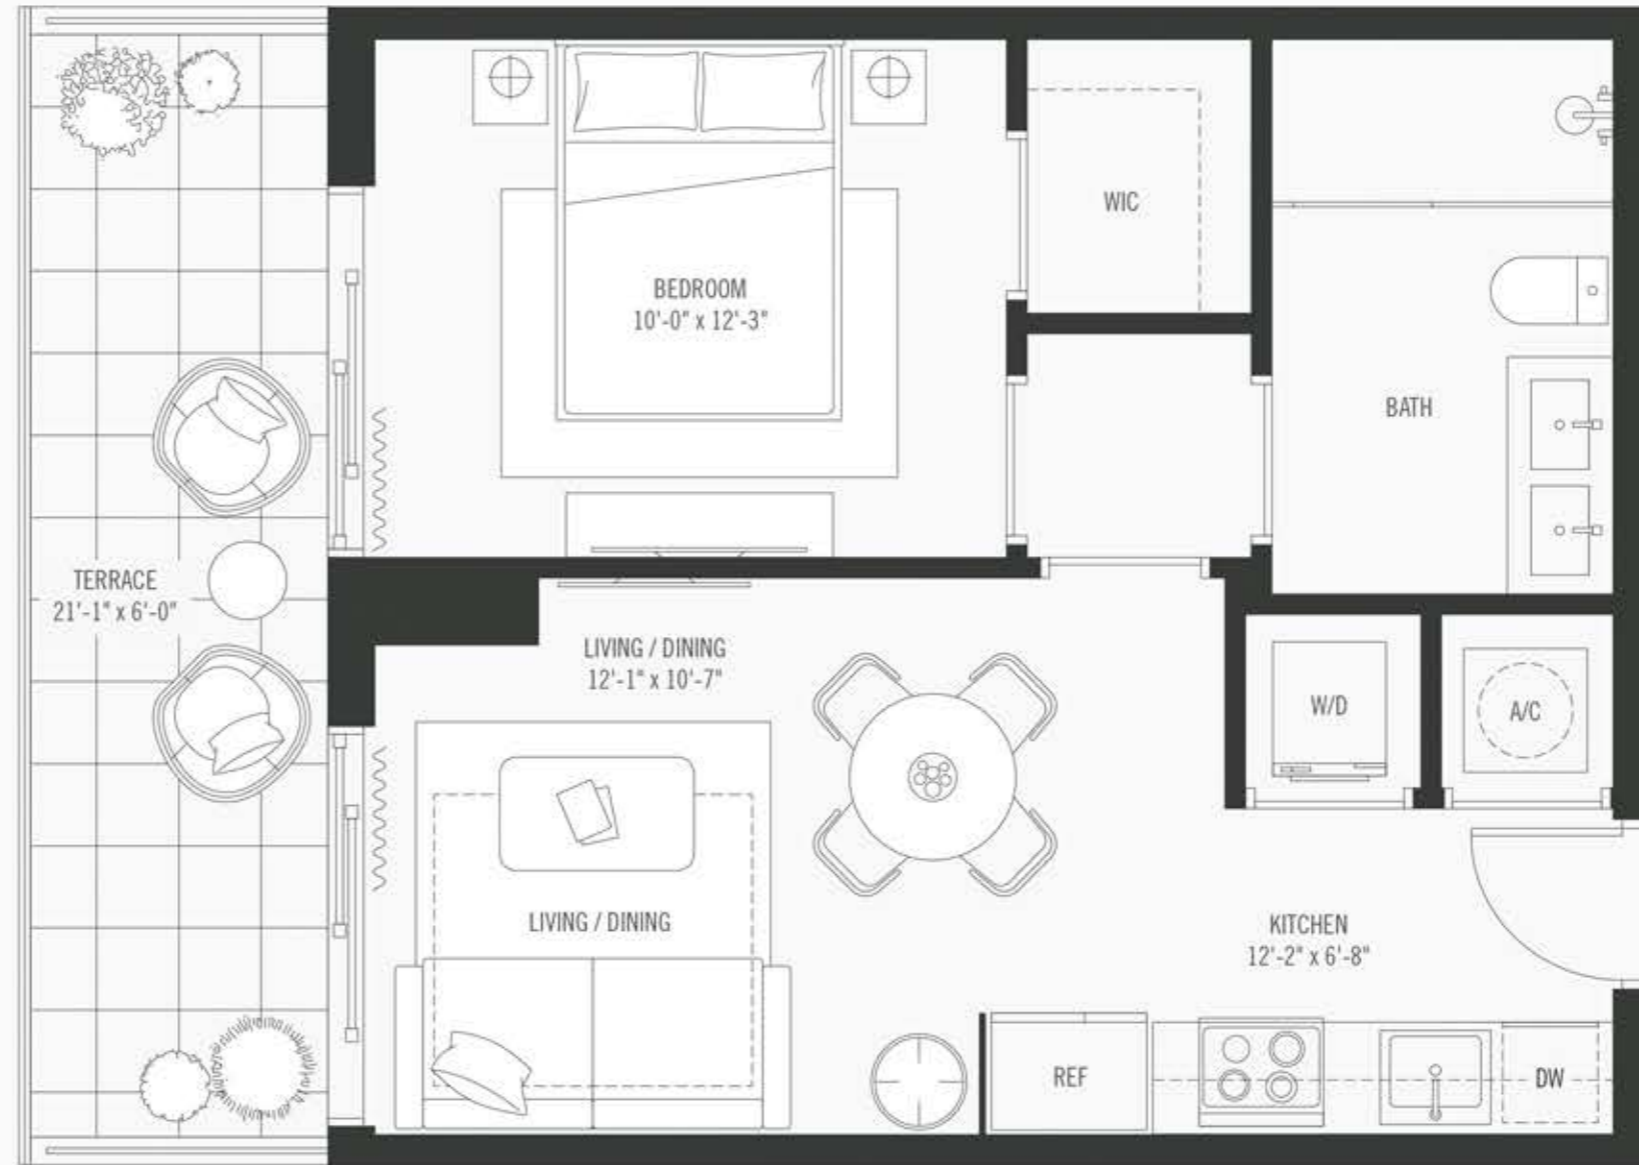 WIC
BEDROOM
10'-0" x 12'-3"
BATH
TERRACE
21'-1" x 6'-0"
LIVING / DINING
12'-1" x 10'-7"
W/D
A/C
LIVING / DINING
KITCHEN
12'-2" x 6'-8"
REF
DW